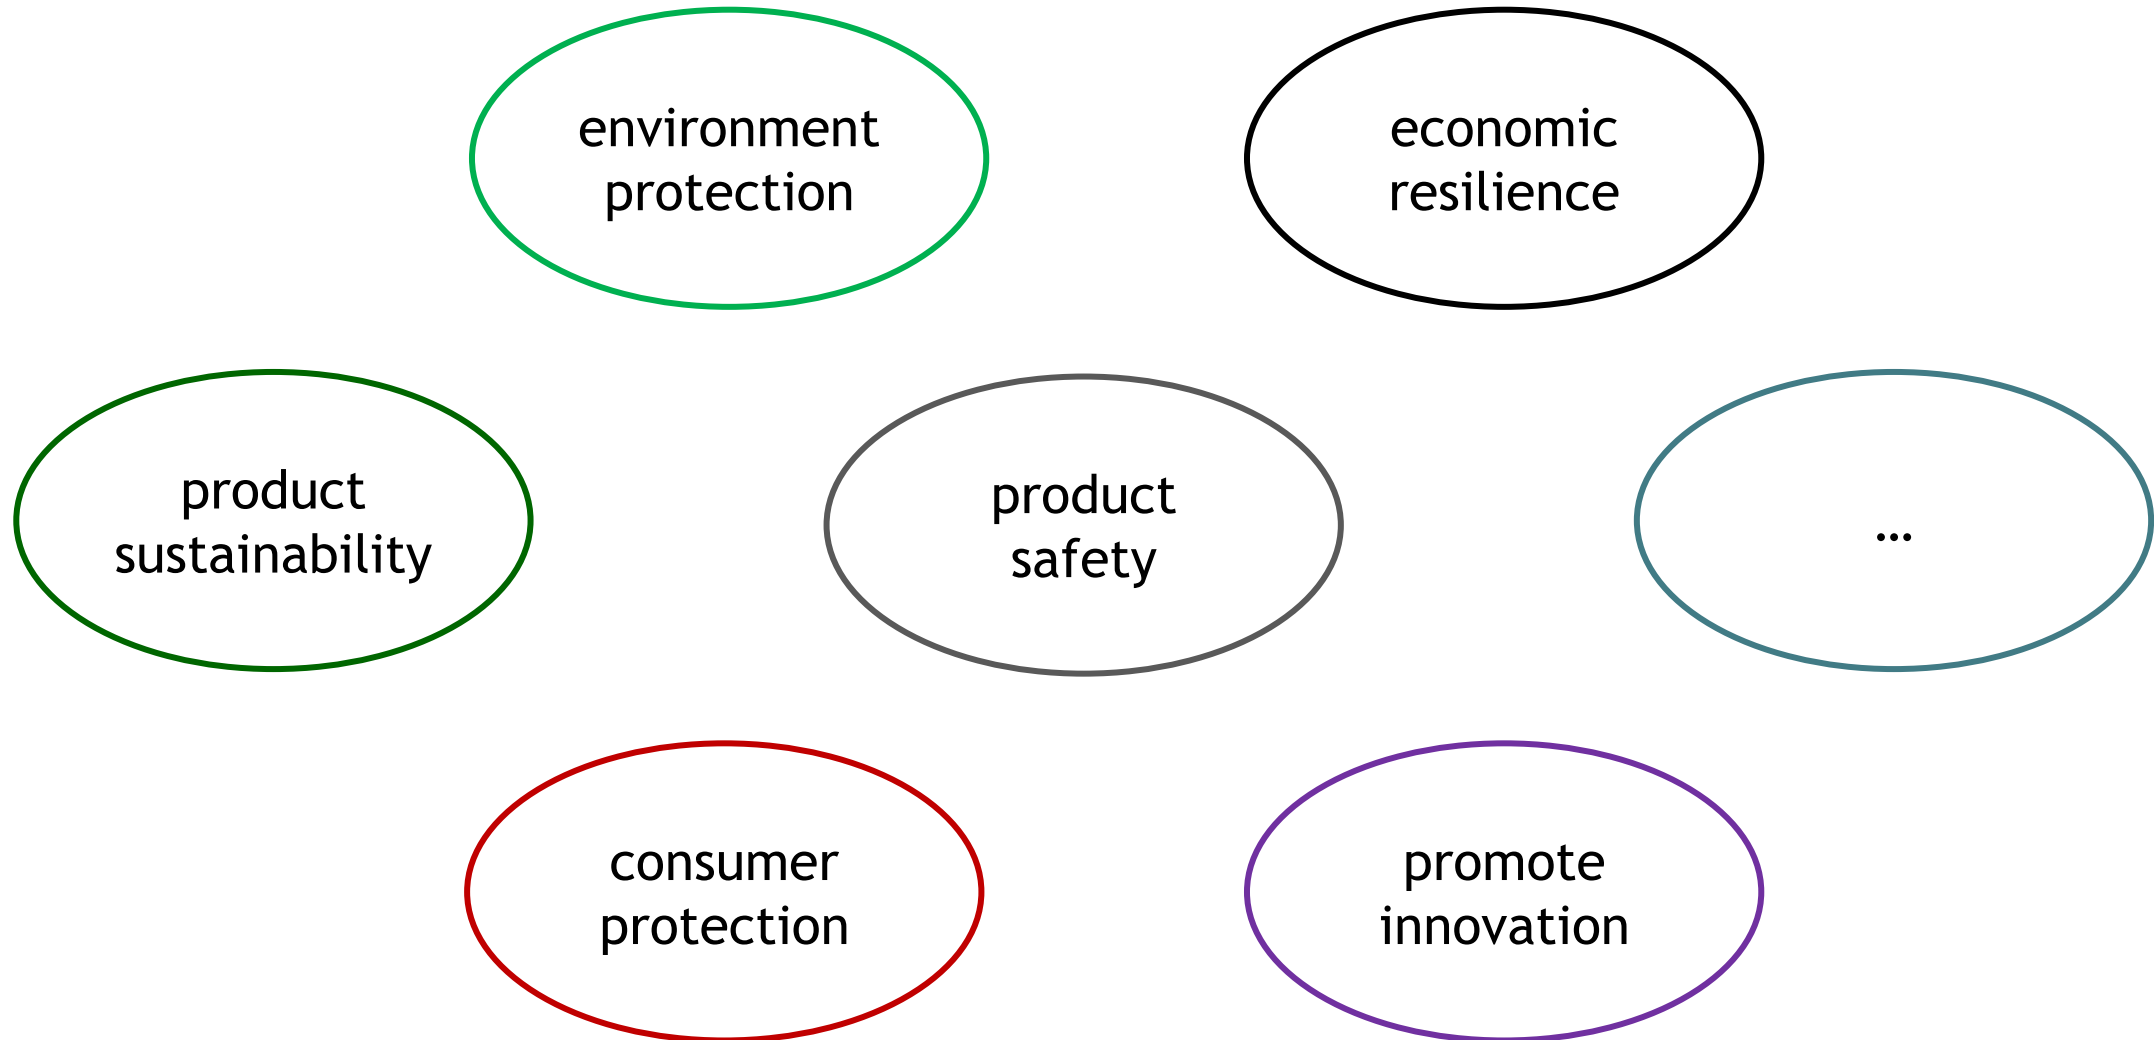 environment
protection
economic
resilience
product
sustainability
product
safety
...
consumer
protection
promote
innovation